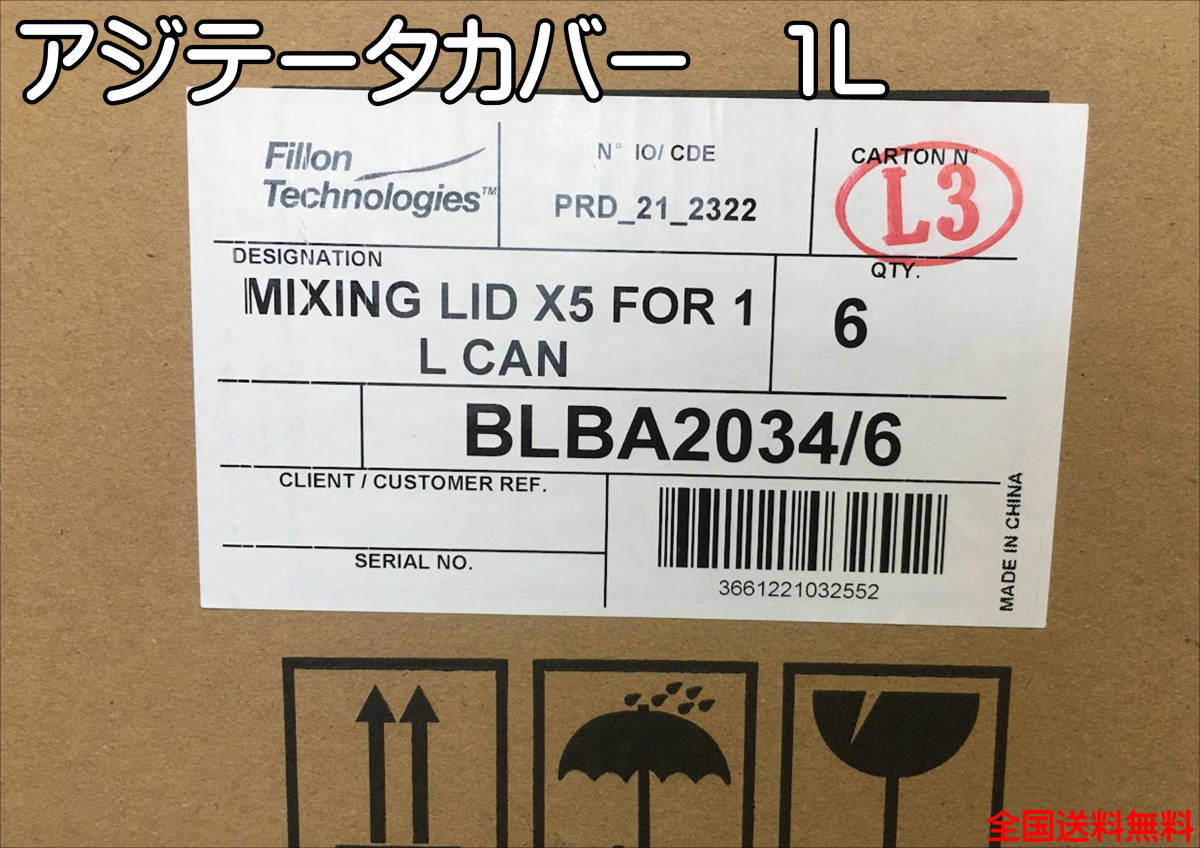 アジテータカバー　1L
Fillon
Technologies™
N° IO/ CDE
PRD_21_2322
CARTON N°
L3
DESIGNATION
MIXING LID X5 FOR 1
L CAN
QTY.
6
BLBA2034/6
CLIENT / CUSTOMER REF.
SERIAL NO.
3661221032552
MADE IN CHINA
全国送料無料